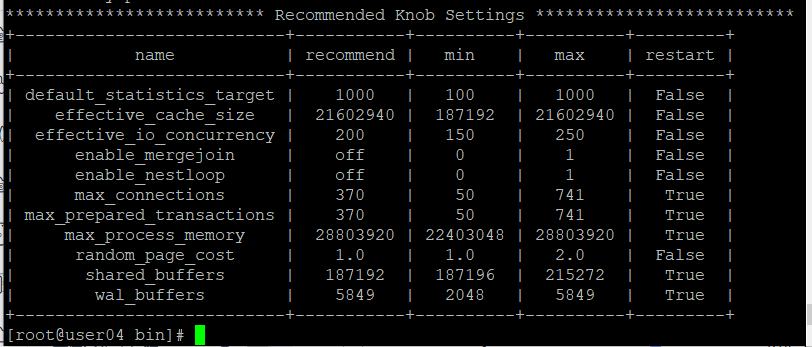 ************************** Recommended Knob Settings **************************
+---------------------------+-----------+----------+----------+---------+
| name | recommend | min | max | restart |
+---------------------------+-----------+----------+----------+---------+
| default_statistics_target | 1000 | 100 | 1000 | False |
| effective_cache_size | 21602940 | 187192 | 21602940 | False |
| effective_io_concurrency | 200 | 150 | 250 | False |
| enable_mergejoin | off | 0 | 1 | False |
| enable_nestloop | off | 0 | 1 | False |
| max_connections | 370 | 50 | 741 | True |
| max_prepared_transactions | 370 | 50 | 741 | True |
| max_process_memory | 28803920 | 22403048 | 28803920 | True |
| random_page_cost | 1.0 | 1.0 | 2.0 | False |
| shared_buffers | 187192 | 187196 | 215272 | True |
| wal_buffers | 5849 | 2048 | 5849 | True |
+---------------------------+-----------+----------+----------+---------+
[root@user04 bin]#